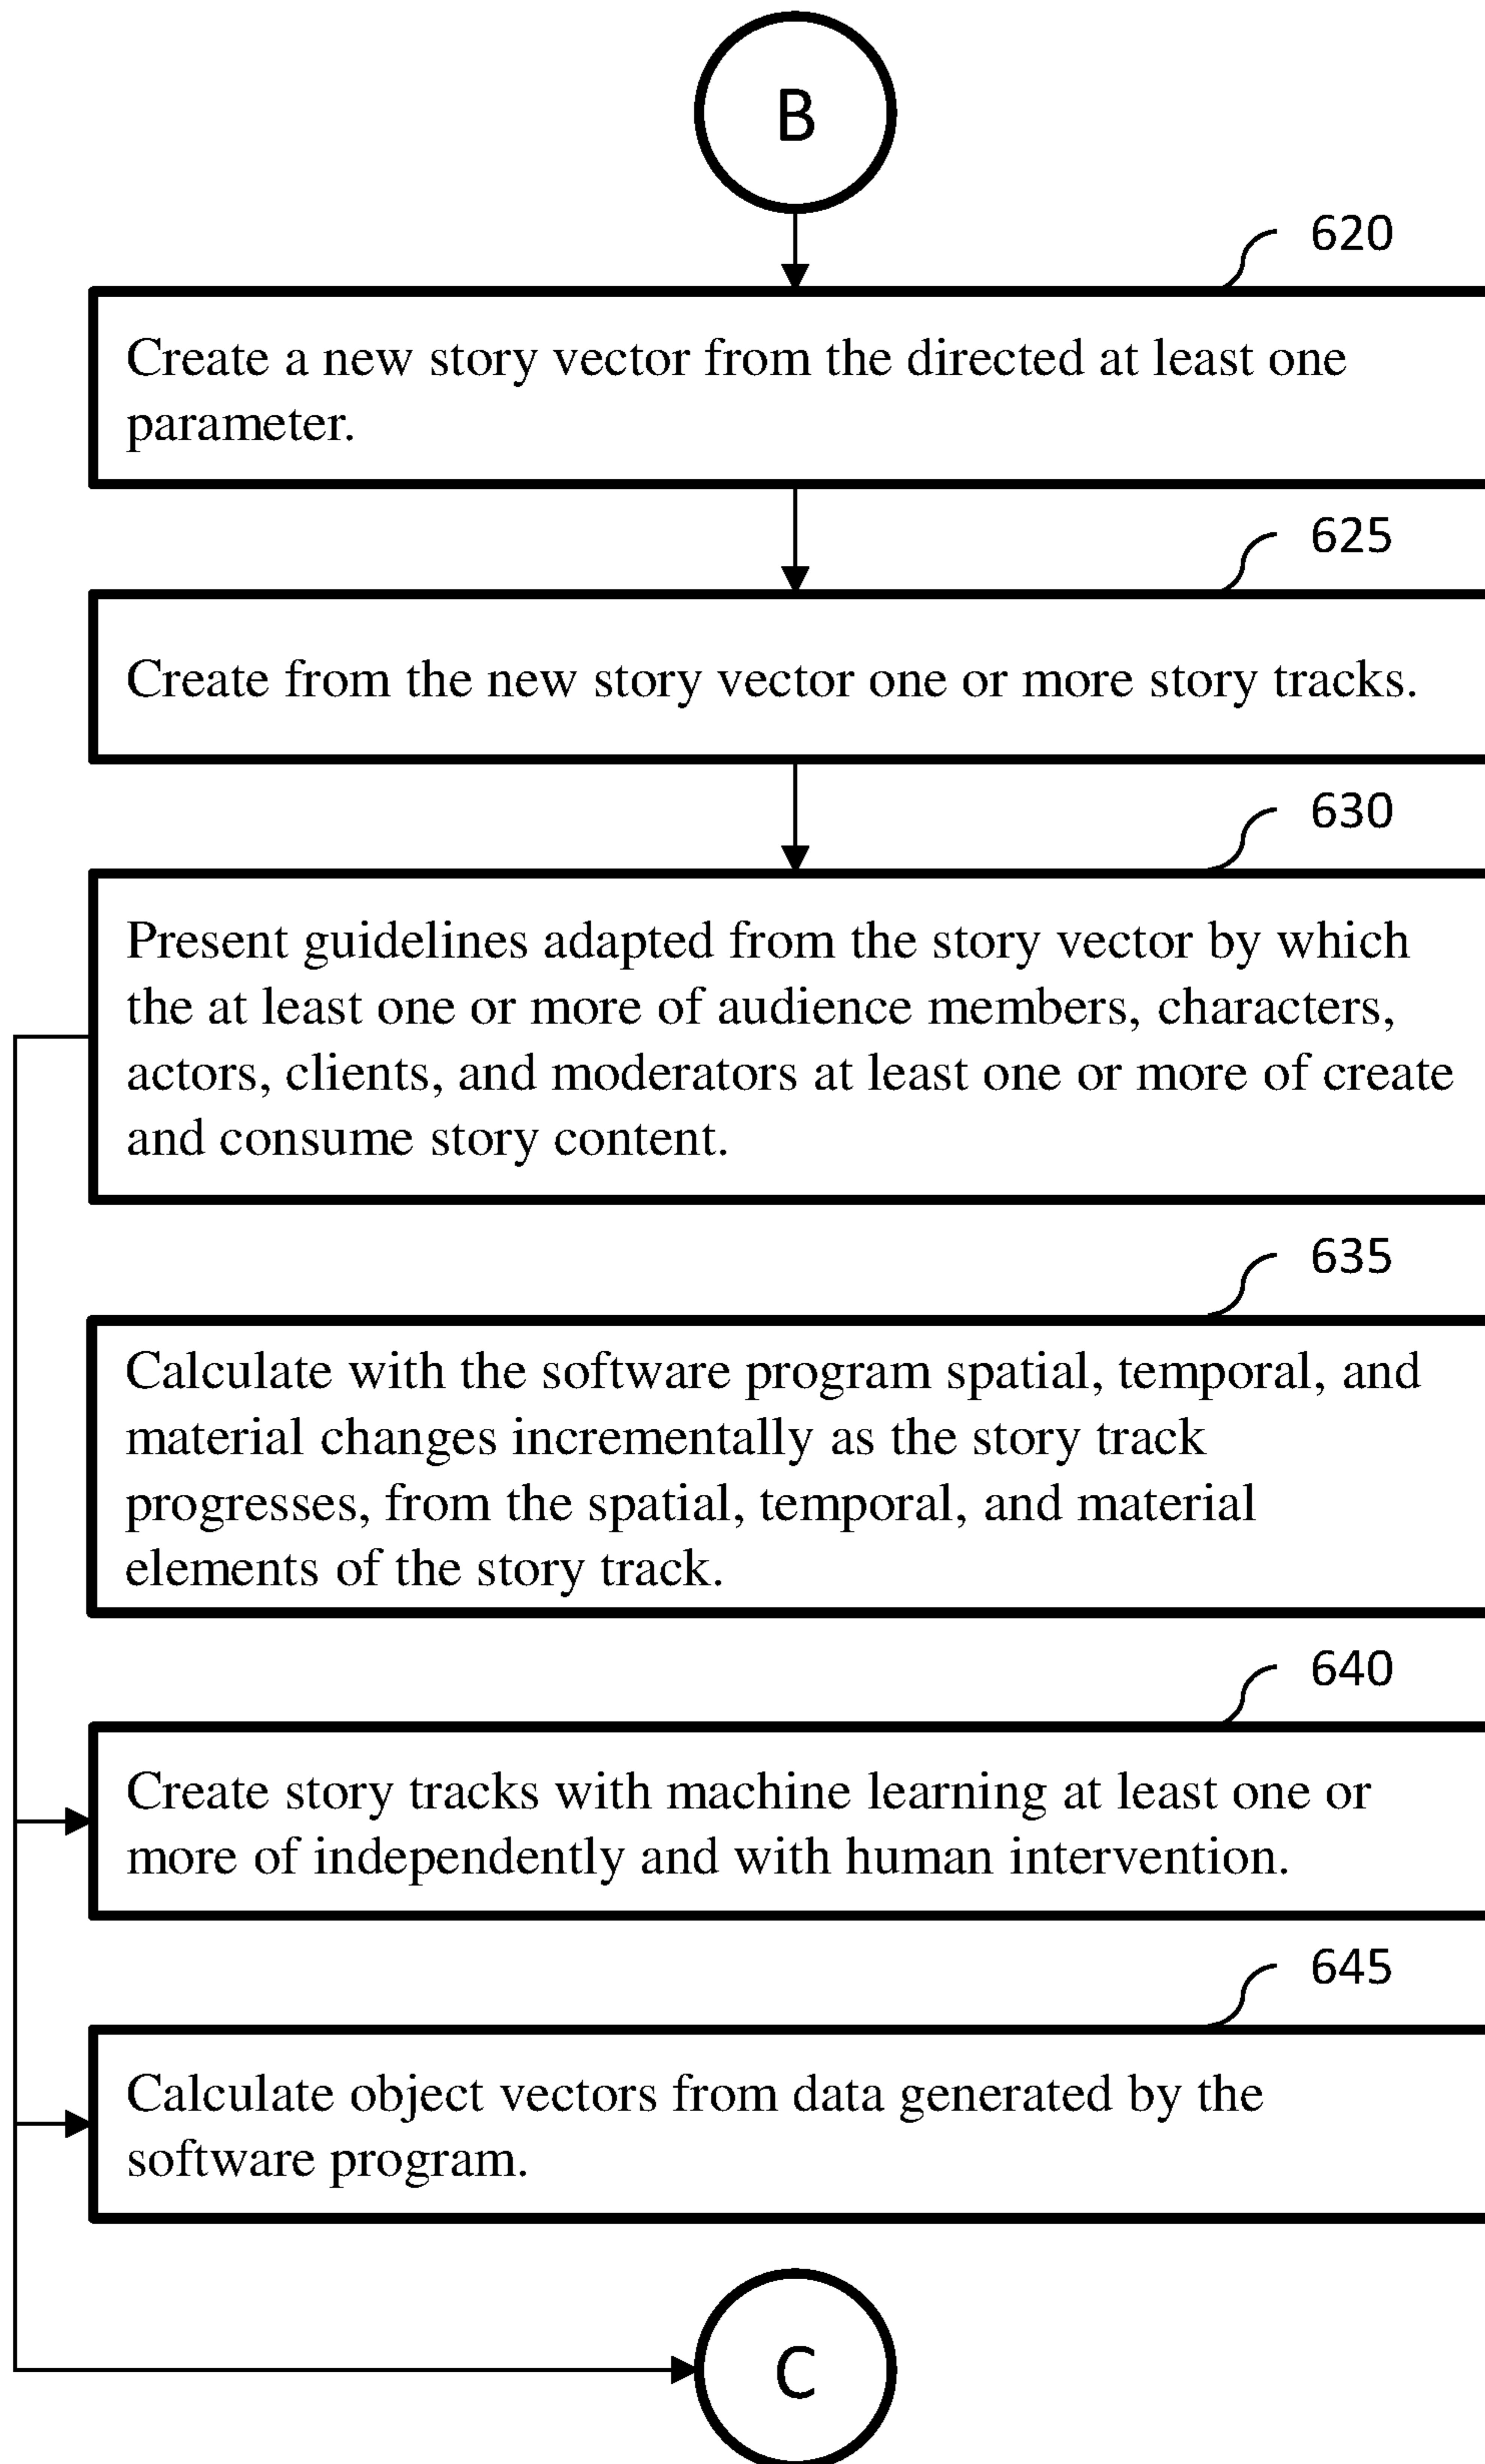 B
620
Create a new story vector from the directed at least one
parameter.
625
Create from the new story vector one or more story tracks.
630
Present guidelines adapted from the story vector by which
the at least one or more of audience members, characters,
actors, clients, and moderators at least one or more of create
and consume story content.
635
Calculate with the software program spatial, temporal, and
material changes incrementally as the story track
progresses, from the spatial, temporal, and material
elements of the story track.
640
Create story tracks with machine learning at least one or
more of independently and with human intervention.
645
Calculate object vectors from data generated by the
software program.
C